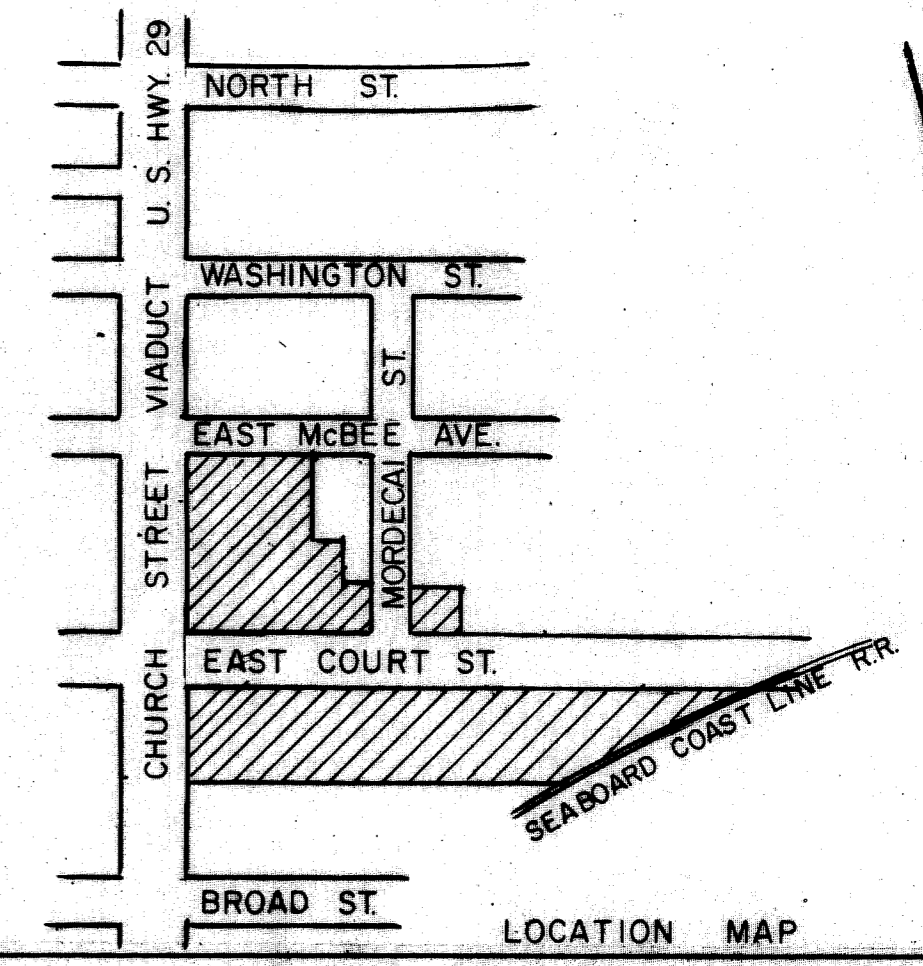 NORTH ST.
WASHINGTON ST.
EAST McBEE AVE.
MORDECAI ST.
EAST COURT ST.
SEABOARD COAST LINE R.R.
BROAD ST.
CHURCH STREET VIADUCT U. S. HWY. 29
LOCATION MAP